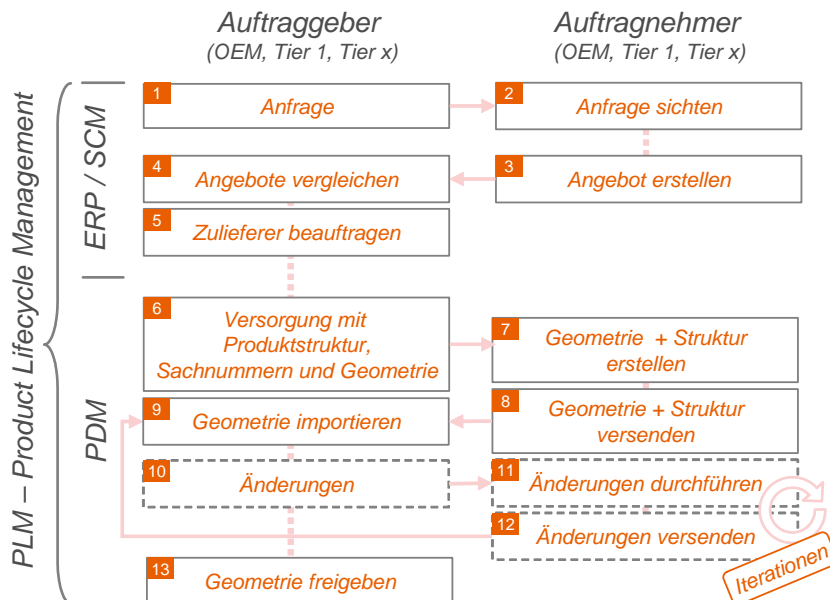 Auftraggeber
(OEM, Tier 1, Tier x)
Auftragnehmer
(OEM, Tier 1, Tier x)
PLM – Product Lifecycle Management
ERP / SCM
PDM
1
Anfrage
2
Anfrage sichten
4
Angebote vergleichen
3
Angebot erstellen
5
Zulieferer beauftragen
6
Versorgung mit
Produktstruktur,
Sachnummern und Geometrie
7
Geometrie + Struktur
erstellen
9
Geometrie importieren
8
Geometrie + Struktur
versenden
10
Änderungen
11
Änderungen durchführen
12
Änderungen versenden
Iterationen
13
Geometrie freigeben